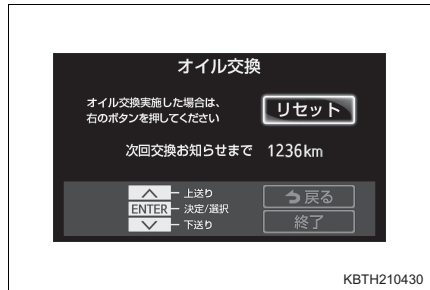 オイル交換
オイル交換実施した場合は、
右のボタンを押してください
リセット
次回交換お知らせまで 1236km
上送り
ENTER 決定/選択
下送り
戻る
終了
KBTH210430